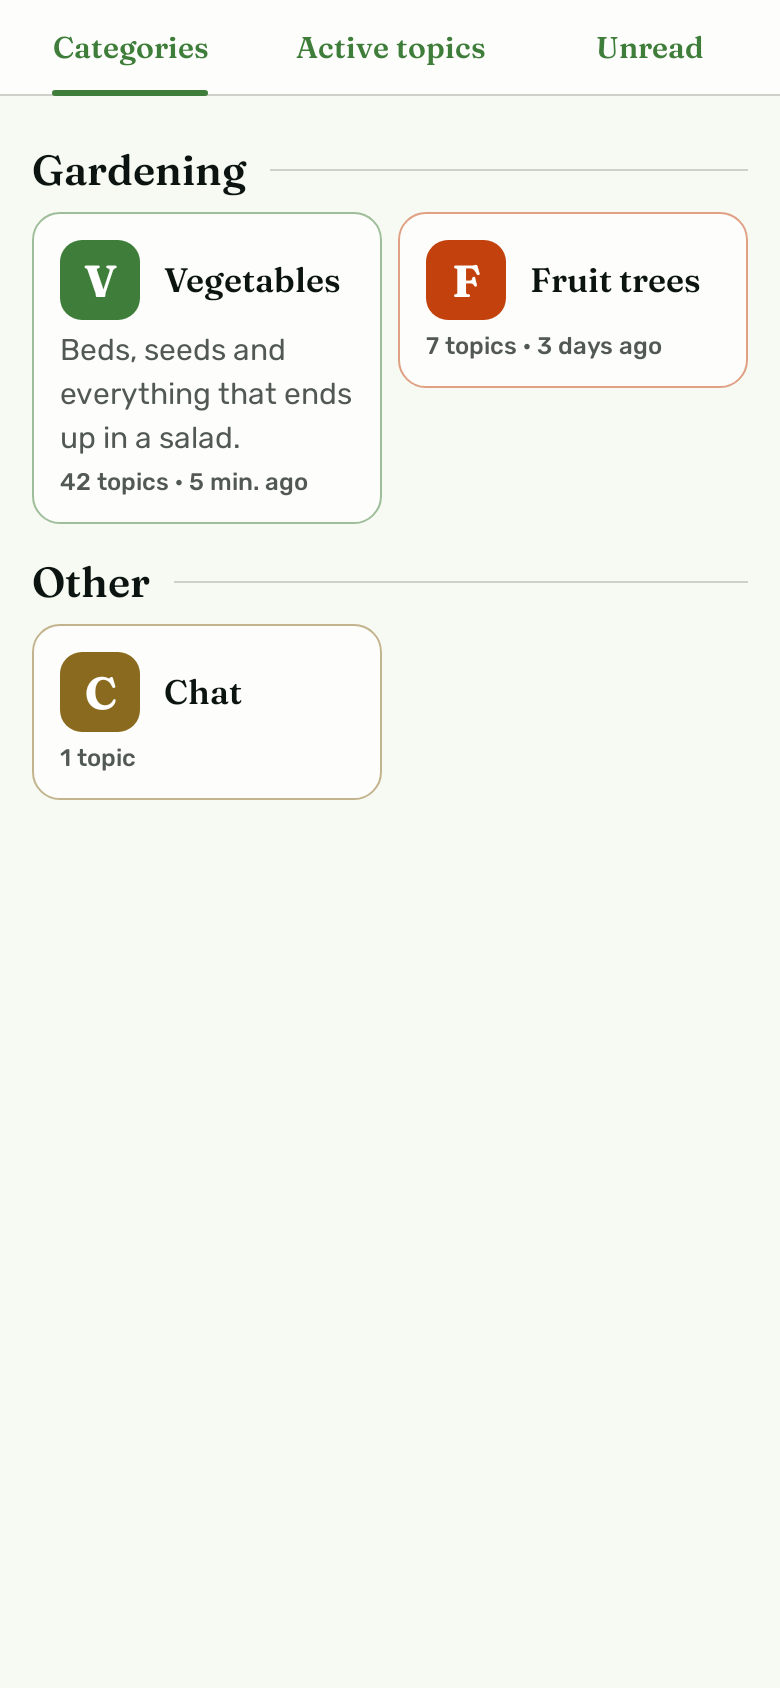 Categories Active topics Unread
Gardening
V Vegetables
Beds, seeds and
everything that ends
up in a salad.
42 topics • 5 min. ago
F Fruit trees
7 topics • 3 days ago
Other
C Chat
1 topic